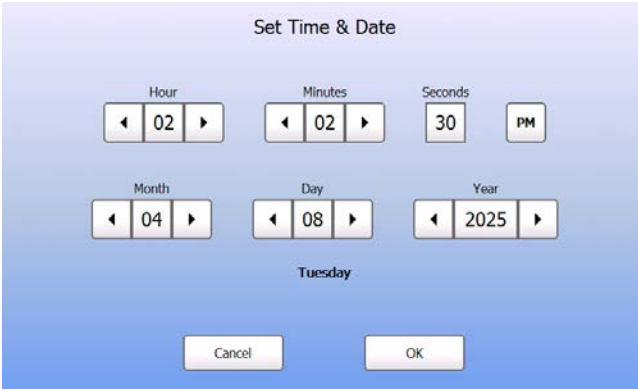 Set Time & Date
Hour Minutes Seconds
02 02 30 PM
Month Day Year
04 08 2025
Tuesday
Cancel OK